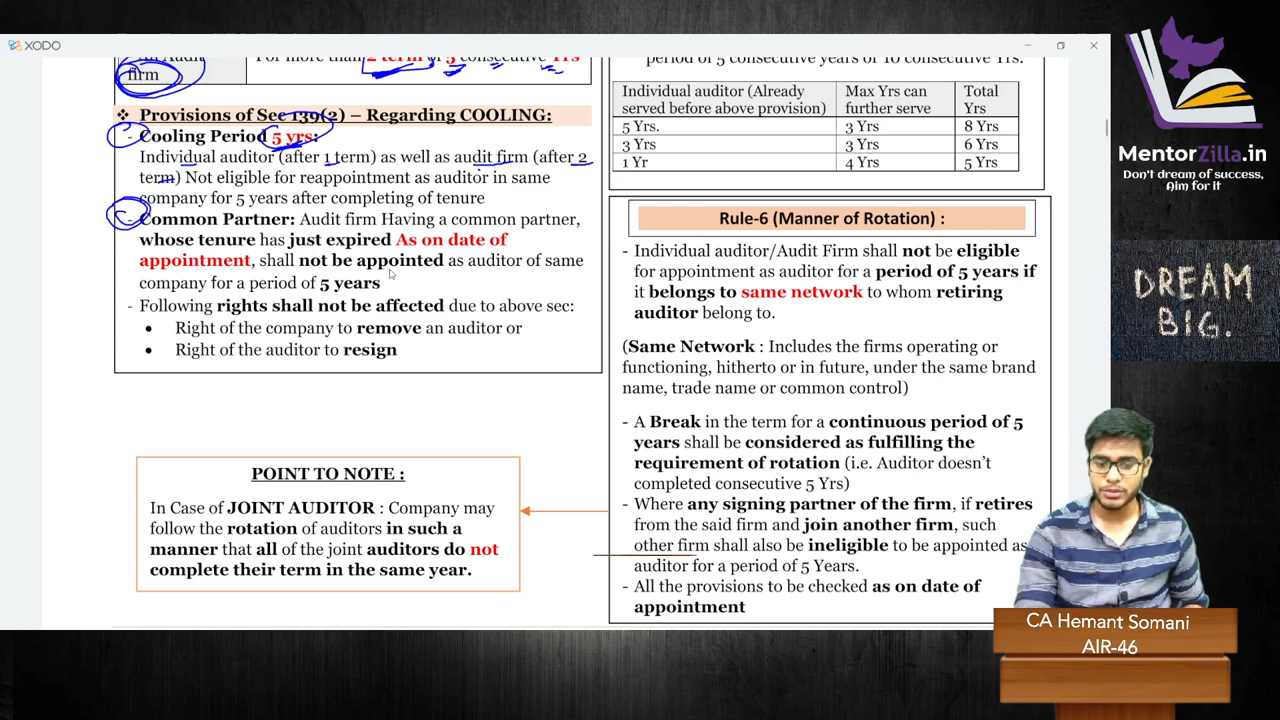 XODO
An Audit
firm
For more than 2 term of 5 consecutive Yrs
❖ Provisions of Sec 139(2) – Regarding COOLING:
- Cooling Period 5 yrs:
Individual auditor (after 1 term) as well as audit firm (after 2
term) Not eligible for reappointment as auditor in same
company for 5 years after completing of tenure
- Common Partner: Audit firm Having a common partner,
whose tenure has just expired As on date of
appointment, shall not be appointed as auditor of same
company for a period of 5 years
- Following rights shall not be affected due to above sec:
• Right of the company to remove an auditor or
• Right of the auditor to resign
POINT TO NOTE :
In Case of JOINT AUDITOR : Company may
follow the rotation of auditors in such a
manner that all of the joint auditors do not
complete their term in the same year.
period of 5 consecutive years or 10 consecutive Yrs.
Individual auditor (Already served before above provision) Max Yrs can further serve Total Yrs
5 Yrs. 3 Yrs 8 Yrs
3 Yrs 3 Yrs 6 Yrs
1 Yr 4 Yrs 5 Yrs
Rule-6 (Manner of Rotation) :
- Individual auditor/Audit Firm shall not be eligible
for appointment as auditor for a period of 5 years if
it belongs to same network to whom retiring
auditor belong to.
(Same Network : Includes the firms operating or
functioning, hitherto or in future, under the same brand
name, trade name or common control)
- A Break in the term for a continuous period of 5
years shall be considered as fulfilling the
requirement of rotation (i.e. Auditor doesn't
completed consecutive 5 Yrs)
- Where any signing partner of the firm, if retires
from the said firm and join another firm, such
other firm shall also be ineligible to be appointed as
auditor for a period of 5 Years.
- All the provisions to be checked as on date of
appointment
MentorZilla.in
Don't dream of success,
Aim for it
DREAM
BIG.
CA Hemant Somani
AIR-46